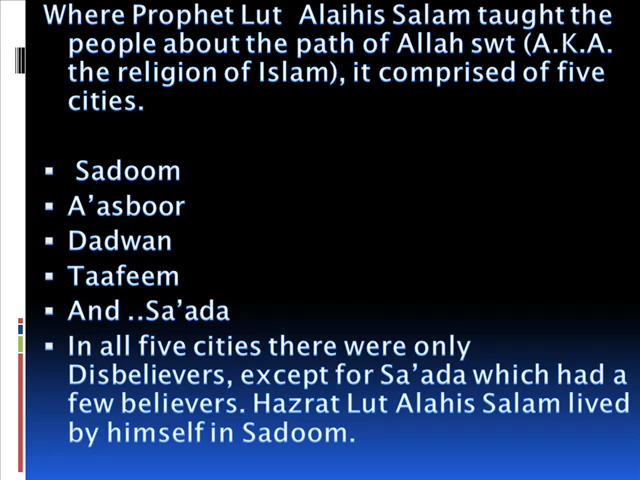 Where Prophet Lut  Alaihis Salam taught the
people about the path of Allah swt (A.K.A.
the religion of Islam), it comprised of five
cities.
▪ Sadoom
▪ A’asboor
▪ Dadwan
▪ Taafeem
▪ And ..Sa’ada
▪ In all five cities there were only
Disbelievers, except for Sa’ada which had a
few believers. Hazrat Lut Alahis Salam lived
by himself in Sadoom.